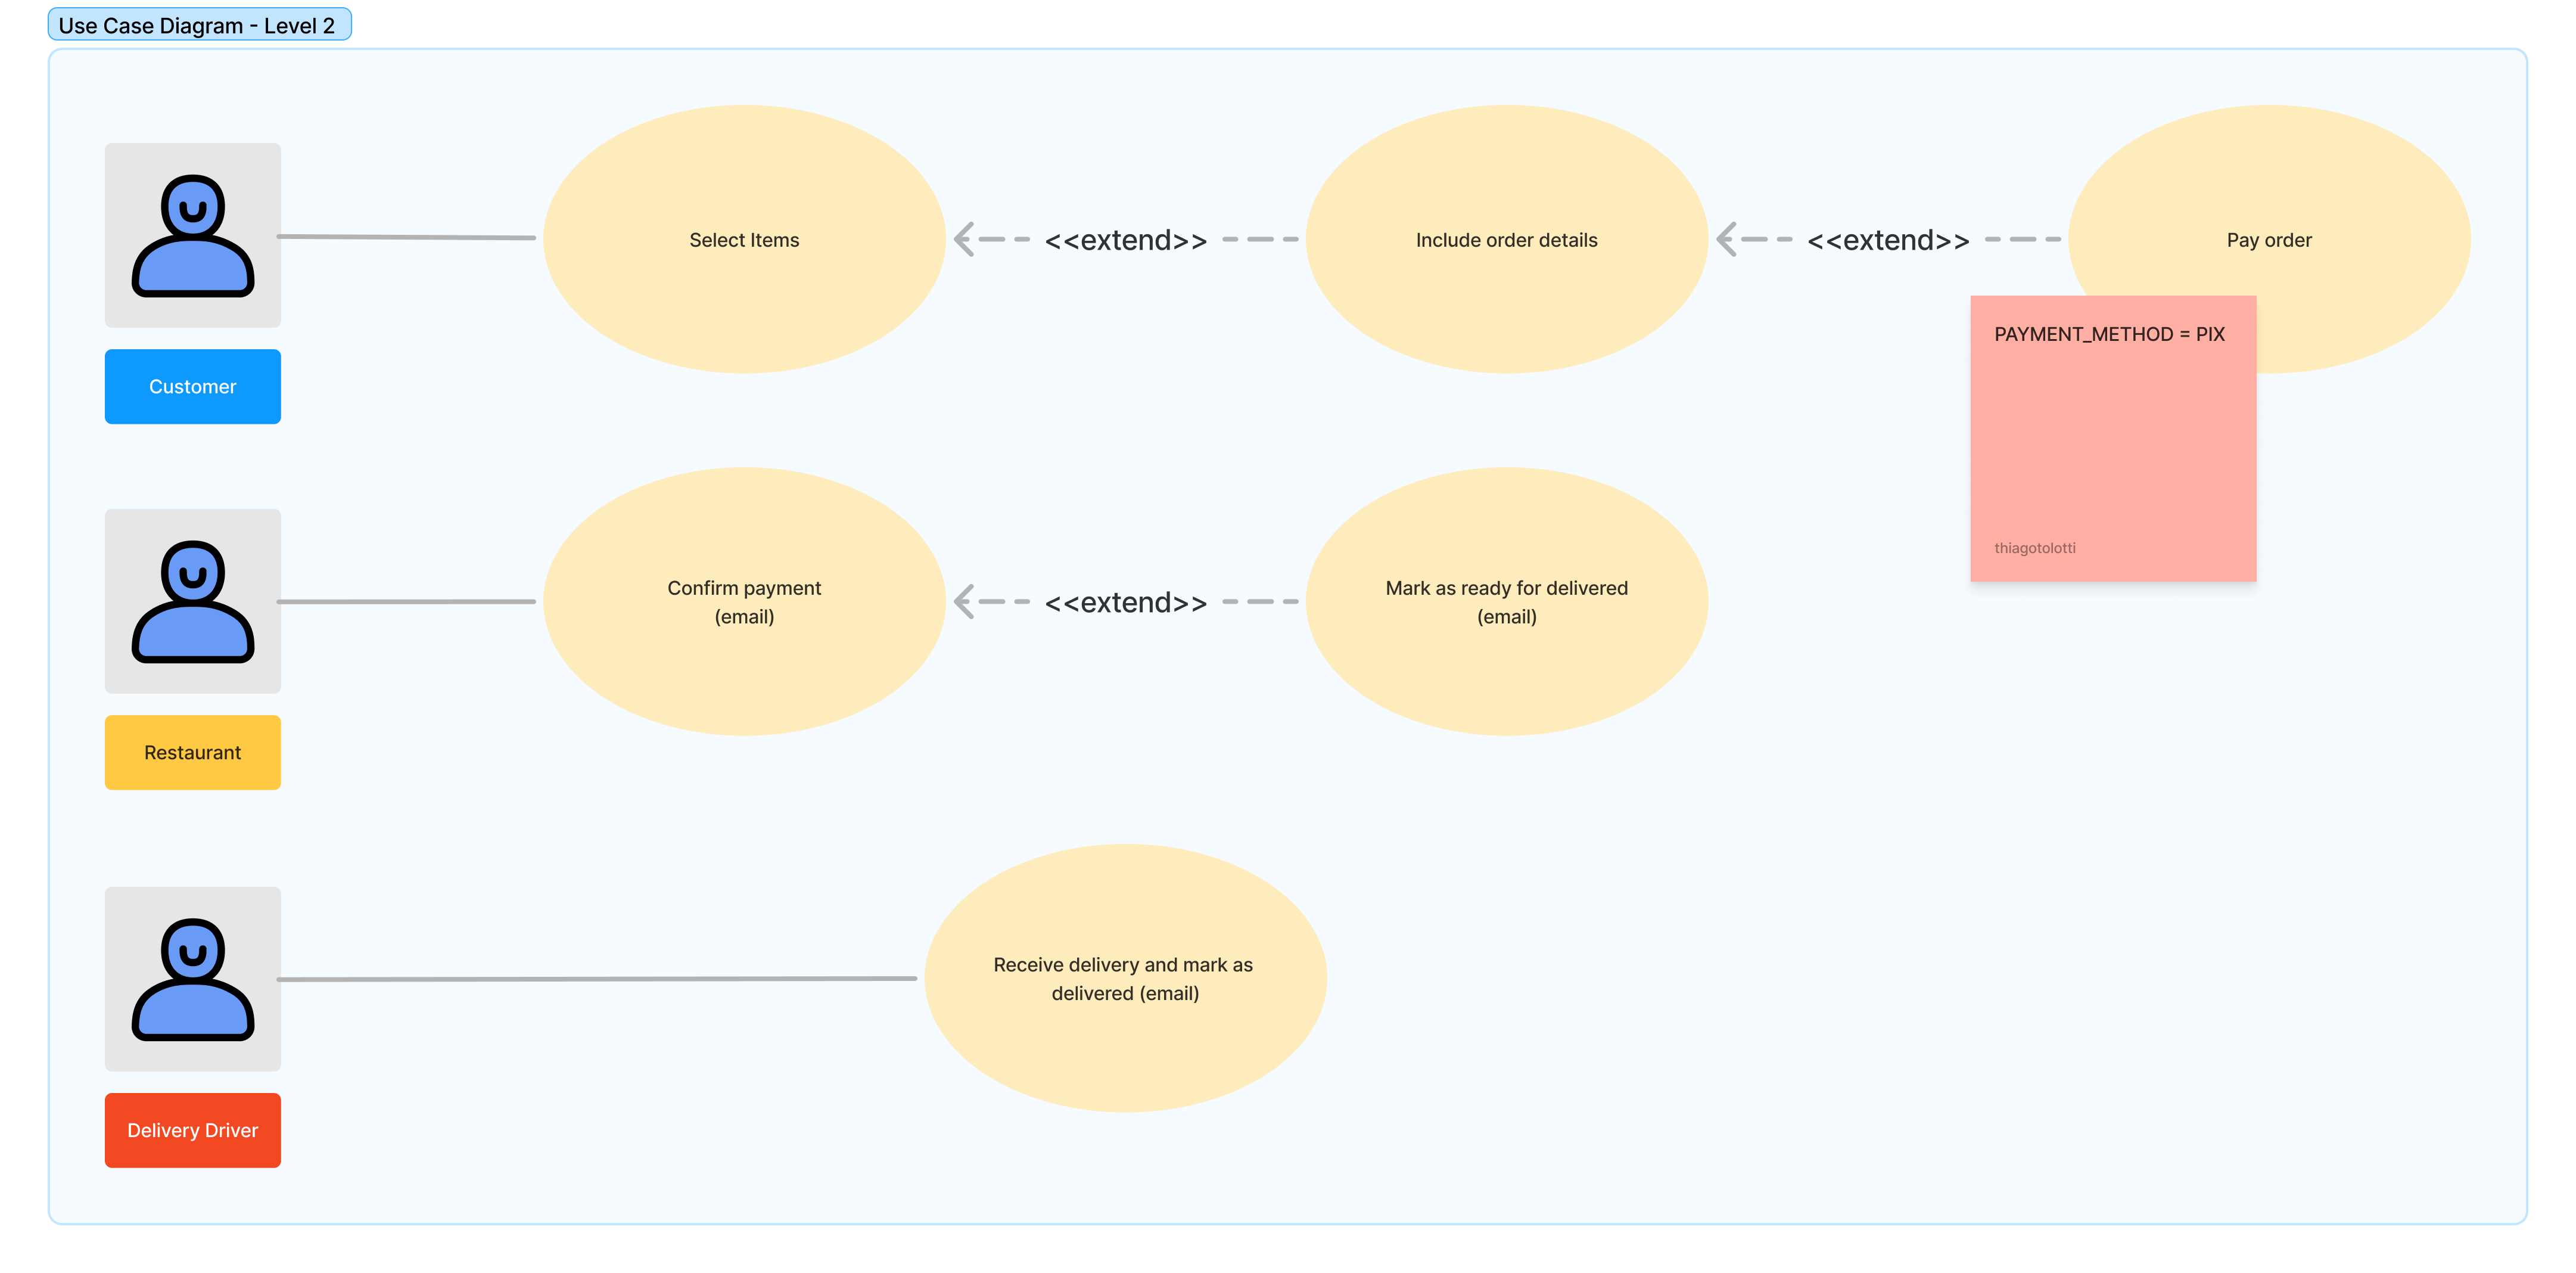 Use Case Diagram - Level 2
Select Items
<<extend>>
Include order details
<<extend>>
Pay order
PAYMENT_METHOD = PIX
thiagotolotti
Customer
Confirm payment
(email)
<<extend>>
Mark as ready for delivered
(email)
Restaurant
Receive delivery and mark as
delivered (email)
Delivery Driver